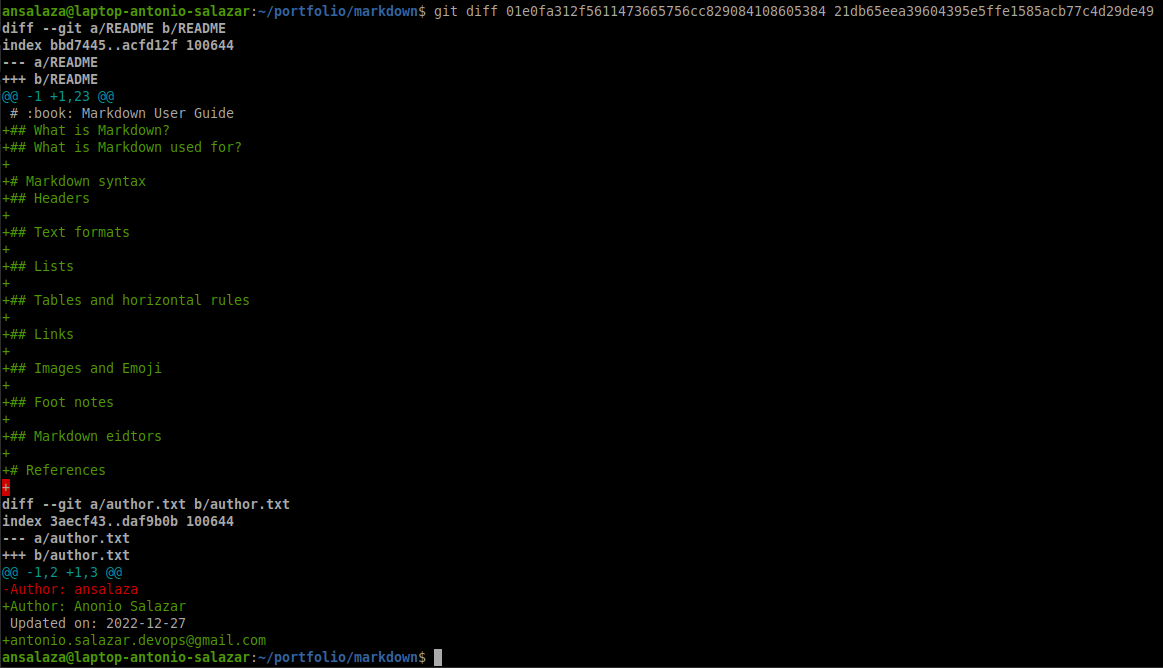 ansalaza@laptop-antonio-salazar:~/portfolio/markdown$ git diff 01e0fa312f5611473665756cc829084108605384 21db65eea39604395e5ffe1585acb77c4d29de49
diff --git a/README b/README
index bbd7445..acfd12f 100644
--- a/README
+++ b/README
@@ -1 +1,23 @@
 # :book: Markdown User Guide
+## What is Markdown?
+## What is Markdown used for?
+
+# Markdown syntax
+## Headers
+
+## Text formats
+
+## Lists
+
+## Tables and horizontal rules
+
+## Links
+
+## Images and Emoji
+
+## Foot notes
+
+## Markdown eidtors
+
+# References
+
diff --git a/author.txt b/author.txt
index 3aecf43..daf9b0b 100644
--- a/author.txt
+++ b/author.txt
@@ -1,2 +1,3 @@
-Author: ansalaza
+Author: Anonio Salazar
 Updated on: 2022-12-27
+antonio.salazar.devops@gmail.com
ansalaza@laptop-antonio-salazar:~/portfolio/markdown$